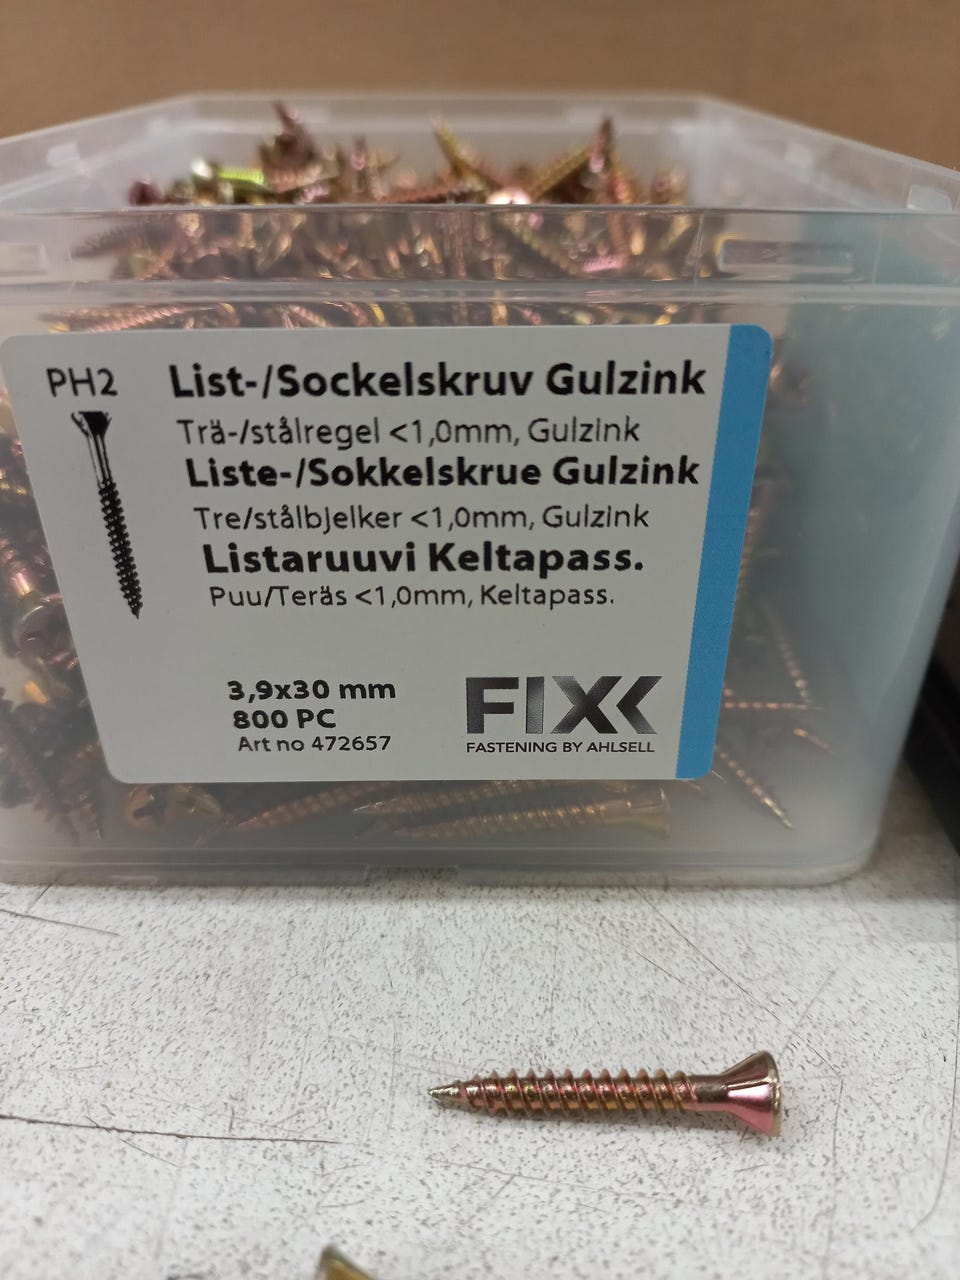 PH2
List-/Sockelskruv Gulzink
Trä-/stålregel <1,0mm, Gulzink
Liste-/Sokkelskrue Gulzink
Tre/stålbjelker <1,0mm, Gulzink
Listaruuvi Keltapass.
Puu/Teräs <1,0mm, Keltapass.
3,9x30 mm
800 PC
Art no 472657
FIXX
FASTENING BY AHLSELL